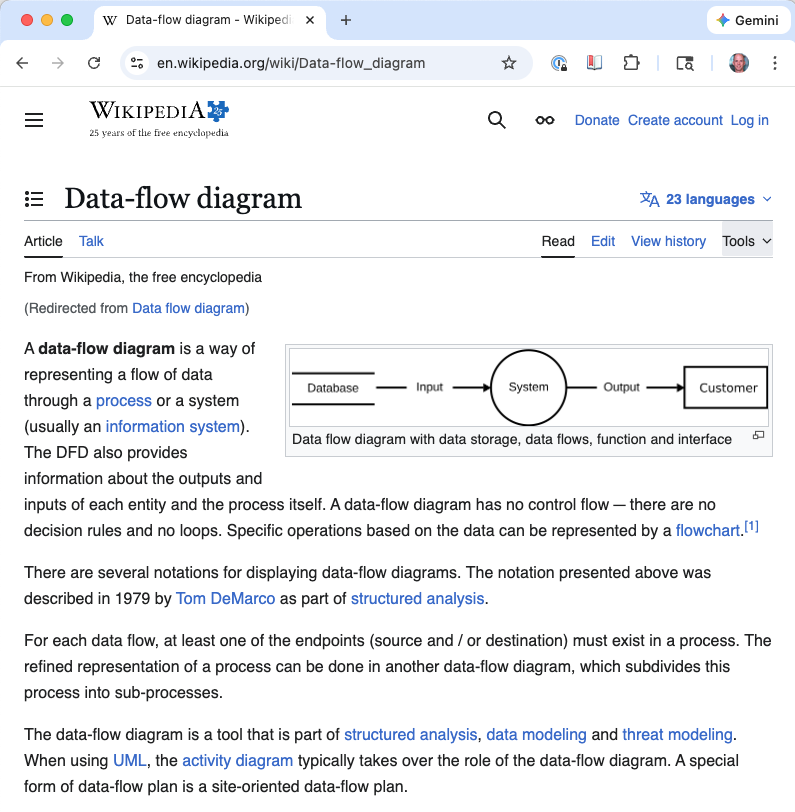 Data-flow diagram - Wikipedi
Gemini
en.wikipedia.org/wiki/Data-flow_diagram
WIKIPEDIA 25
25 years of the free encyclopedia
Donate Create account Log in
Data-flow diagram
23 languages
Article Talk Read Edit View history Tools
From Wikipedia, the free encyclopedia
(Redirected from Data flow diagram)
A data-flow diagram is a way of
representing a flow of data
through a process or a system
(usually an information system).
The DFD also provides
information about the outputs and
Database Input System Output Customer
Data flow diagram with data storage, data flows, function and interface
inputs of each entity and the process itself. A data-flow diagram has no control flow — there are no
decision rules and no loops. Specific operations based on the data can be represented by a flowchart.[1]
There are several notations for displaying data-flow diagrams. The notation presented above was
described in 1979 by Tom DeMarco as part of structured analysis.
For each data flow, at least one of the endpoints (source and / or destination) must exist in a process. The
refined representation of a process can be done in another data-flow diagram, which subdivides this
process into sub-processes.
The data-flow diagram is a tool that is part of structured analysis, data modeling and threat modeling.
When using UML, the activity diagram typically takes over the role of the data-flow diagram. A special
form of data-flow plan is a site-oriented data-flow plan.